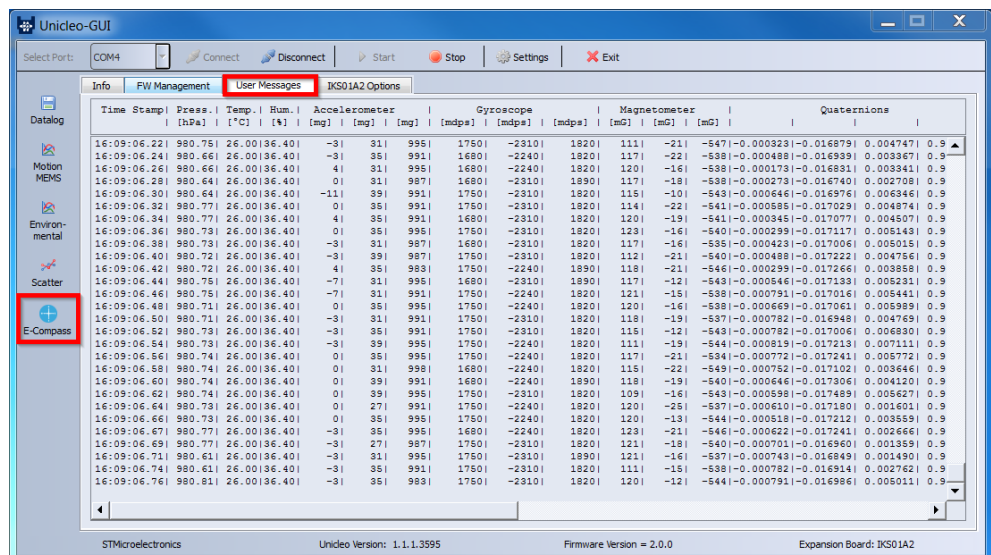 Unicleo-GUI
Select Port: COM4 Connect Disconnect Start Stop Settings Exit
Info FW Management User Messages IKS01A2 Options
Datalog
Motion MEMS
Environ-mental
Scatter
E-Compass
Time Stamp| Press.| Temp.| Hum.| Accelerometer | Gyroscope | Magnetometer | Quaternions
| [hPa] | [°C] | [%] | [mg] | [mg] | [mg] | [mdps] | [mdps] | [mdps] | [mG] | [mG] | [mG] | | | |
16:09:06.22| 980.75| 26.00|36.40| -3| 31| 995| 1750| -2310| 1820| 111| -21| -547|-0.000323|-0.016879| 0.004747| 0.9
16:09:06.24| 980.66| 26.00|36.40| -3| 35| 991| 1680| -2240| 1820| 117| -22| -538|-0.000488|-0.016939| 0.003367| 0.9
16:09:06.26| 980.66| 26.00|36.40| 4| 31| 995| 1680| -2240| 1820| 120| -16| -538|-0.000173|-0.016831| 0.003341| 0.9
16:09:06.28| 980.64| 26.00|36.40| 0| 31| 987| 1680| -2310| 1890| 117| -18| -538|-0.000273|-0.016740| 0.002708| 0.9
16:09:06.30| 980.64| 26.00|36.40| -11| 39| 991| 1750| -2310| 1820| 115| -10| -543|-0.000646|-0.016976| 0.006346| 0.9
16:09:06.32| 980.77| 26.00|36.40| 0| 35| 991| 1750| -2310| 1820| 114| -22| -541|-0.000585|-0.017029| 0.004874| 0.9
16:09:06.34| 980.77| 26.00|36.40| 4| 35| 991| 1680| -2310| 1820| 120| -19| -541|-0.000345|-0.017077| 0.004507| 0.9
16:09:06.36| 980.73| 26.00|36.40| 0| 35| 995| 1750| -2240| 1820| 123| -16| -540|-0.000299|-0.017117| 0.005143| 0.9
16:09:06.38| 980.73| 26.00|36.40| -3| 31| 987| 1680| -2310| 1820| 117| -16| -535|-0.000423|-0.017006| 0.005015| 0.9
16:09:06.40| 980.72| 26.00|36.40| -3| 39| 987| 1750| -2310| 1820| 112| -21| -540|-0.000488|-0.017222| 0.004756| 0.9
16:09:06.42| 980.72| 26.00|36.40| 4| 35| 983| 1750| -2240| 1890| 118| -21| -546|-0.000299|-0.017266| 0.003858| 0.9
16:09:06.44| 980.75| 26.00|36.40| -7| 31| 995| 1680| -2310| 1890| 117| -12| -543|-0.000546|-0.017133| 0.005231| 0.9
16:09:06.46| 980.75| 26.00|36.40| -7| 31| 991| 1750| -2240| 1820| 121| -15| -538|-0.000791|-0.017016| 0.005441| 0.9
16:09:06.48| 980.71| 26.00|36.40| 0| 35| 995| 1750| -2240| 1820| 120| -16| -538|-0.000669|-0.017061| 0.005989| 0.9
16:09:06.50| 980.71| 26.00|36.40| -3| 31| 991| 1750| -2310| 1820| 118| -19| -537|-0.000782|-0.016948| 0.004769| 0.9
16:09:06.52| 980.73| 26.00|36.40| -3| 35| 991| 1750| -2310| 1820| 115| -12| -543|-0.000782|-0.017006| 0.006830| 0.9
16:09:06.54| 980.73| 26.00|36.40| -3| 39| 995| 1750| -2240| 1820| 111| -19| -544|-0.000819|-0.017213| 0.007111| 0.9
16:09:06.56| 980.74| 26.00|36.40| 0| 35| 995| 1750| -2240| 1820| 117| -21| -534|-0.000772|-0.017241| 0.005772| 0.9
16:09:06.58| 980.74| 26.00|36.40| 0| 31| 998| 1680| -2240| 1820| 115| -22| -549|-0.000752|-0.017102| 0.003646| 0.9
16:09:06.60| 980.74| 26.00|36.40| 0| 39| 991| 1680| -2240| 1890| 118| -19| -540|-0.000646|-0.017306| 0.004120| 0.9
16:09:06.62| 980.74| 26.00|36.40| 0| 39| 995| 1750| -2240| 1820| 109| -16| -543|-0.000598|-0.017489| 0.005627| 0.9
16:09:06.64| 980.73| 26.00|36.40| 0| 27| 991| 1750| -2240| 1820| 120| -25| -537|-0.000610|-0.017180| 0.001601| 0.9
16:09:06.66| 980.73| 26.00|36.40| 0| 35| 995| 1750| -2240| 1820| 120| -13| -544|-0.000518|-0.017212| 0.003559| 0.9
16:09:06.67| 980.77| 26.00|36.40| -3| 35| 995| 1680| -2240| 1820| 123| -21| -546|-0.000622|-0.017241| 0.002666| 0.9
16:09:06.69| 980.77| 26.00|36.40| -3| 27| 987| 1750| -2310| 1820| 121| -18| -540|-0.000701|-0.016960| 0.001359| 0.9
16:09:06.71| 980.61| 26.00|36.40| -3| 31| 995| 1750| -2310| 1890| 121| -16| -537|-0.000743|-0.016849| 0.001490| 0.9
16:09:06.74| 980.61| 26.00|36.40| -3| 35| 991| 1750| -2310| 1820| 111| -15| -538|-0.000782|-0.016914| 0.002762| 0.9
16:09:06.76| 980.81| 26.00|36.40| -3| 35| 983| 1750| -2310| 1820| 120| -12| -544|-0.000791|-0.016986| 0.005011| 0.9
STMicroelectronics Unicleo Version: 1.1.1.3595 Firmware Version = 2.0.0 Expansion Board: IKS01A2